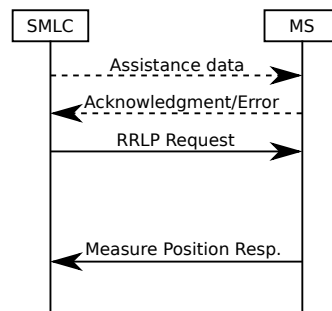 SMLC
MS
Assistance data
Acknowledgment/Error
RRLP Request
Measure Position Resp.